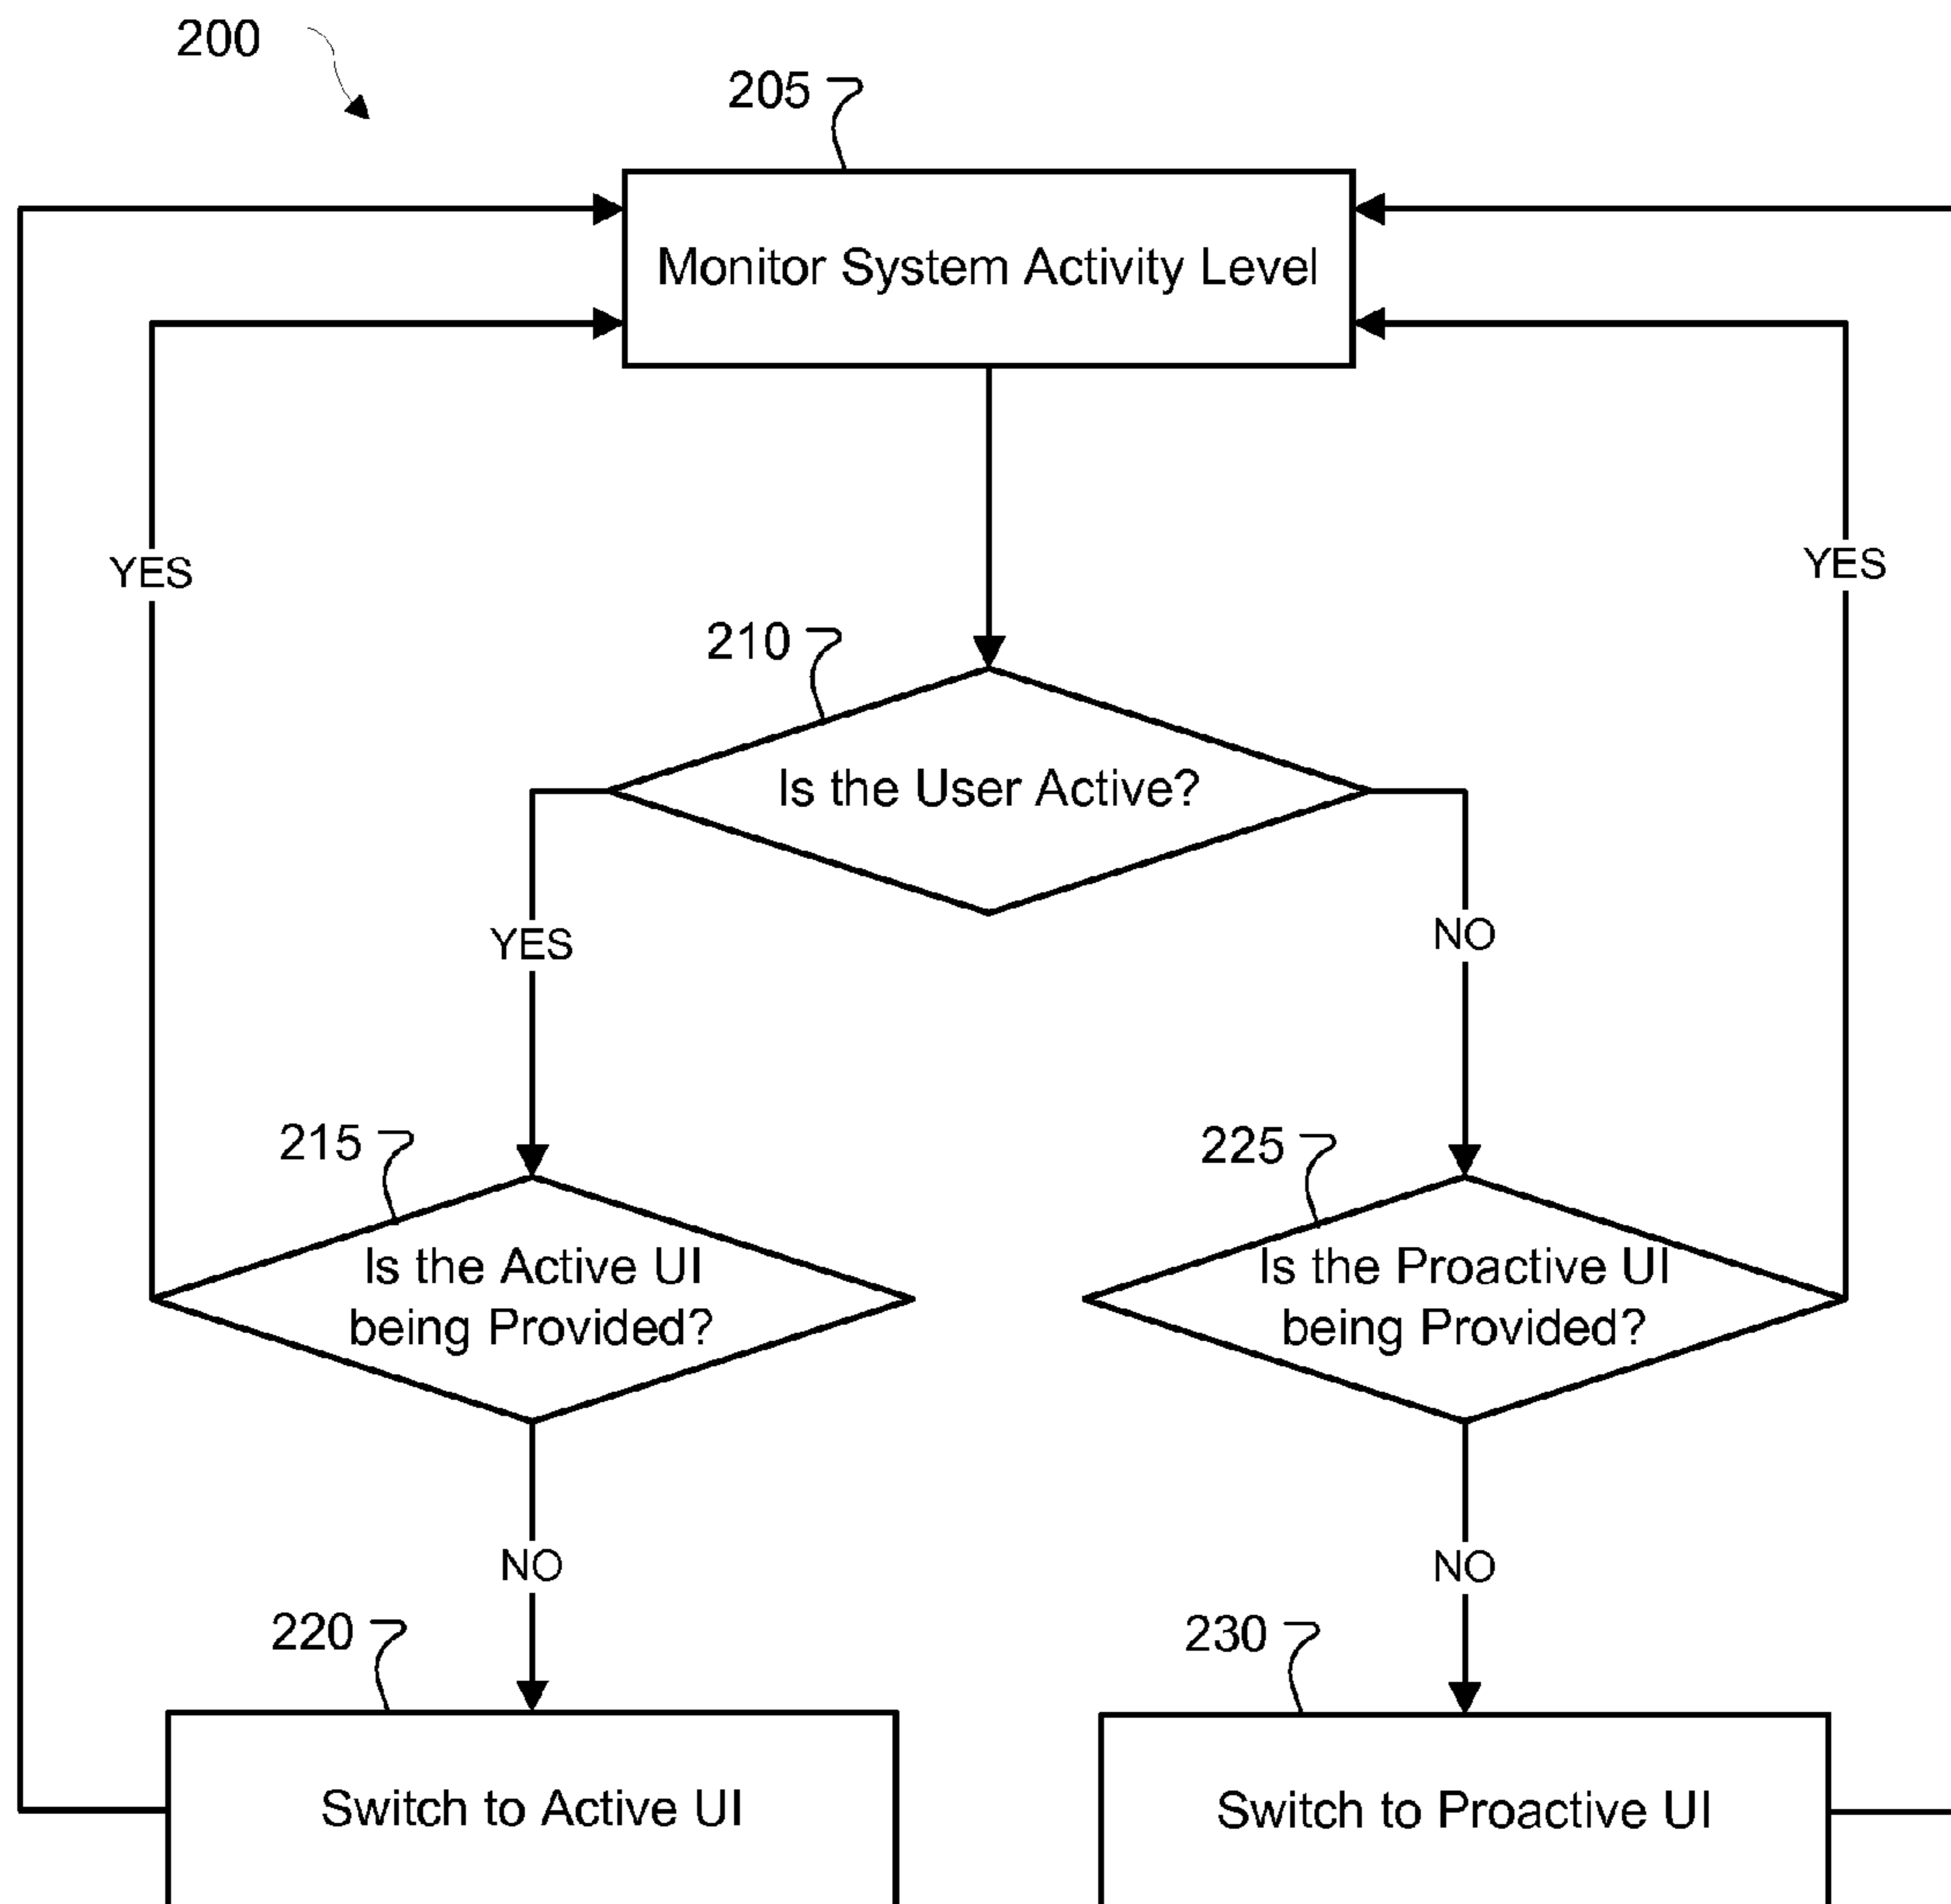 200
205
Monitor System Activity Level
YES
YES
210
Is the User Active?
YES
NO
215
225
Is the Active UI
being Provided?
Is the Proactive UI
being Provided?
NO
NO
220
230
Switch to Active UI
Switch to Proactive UI